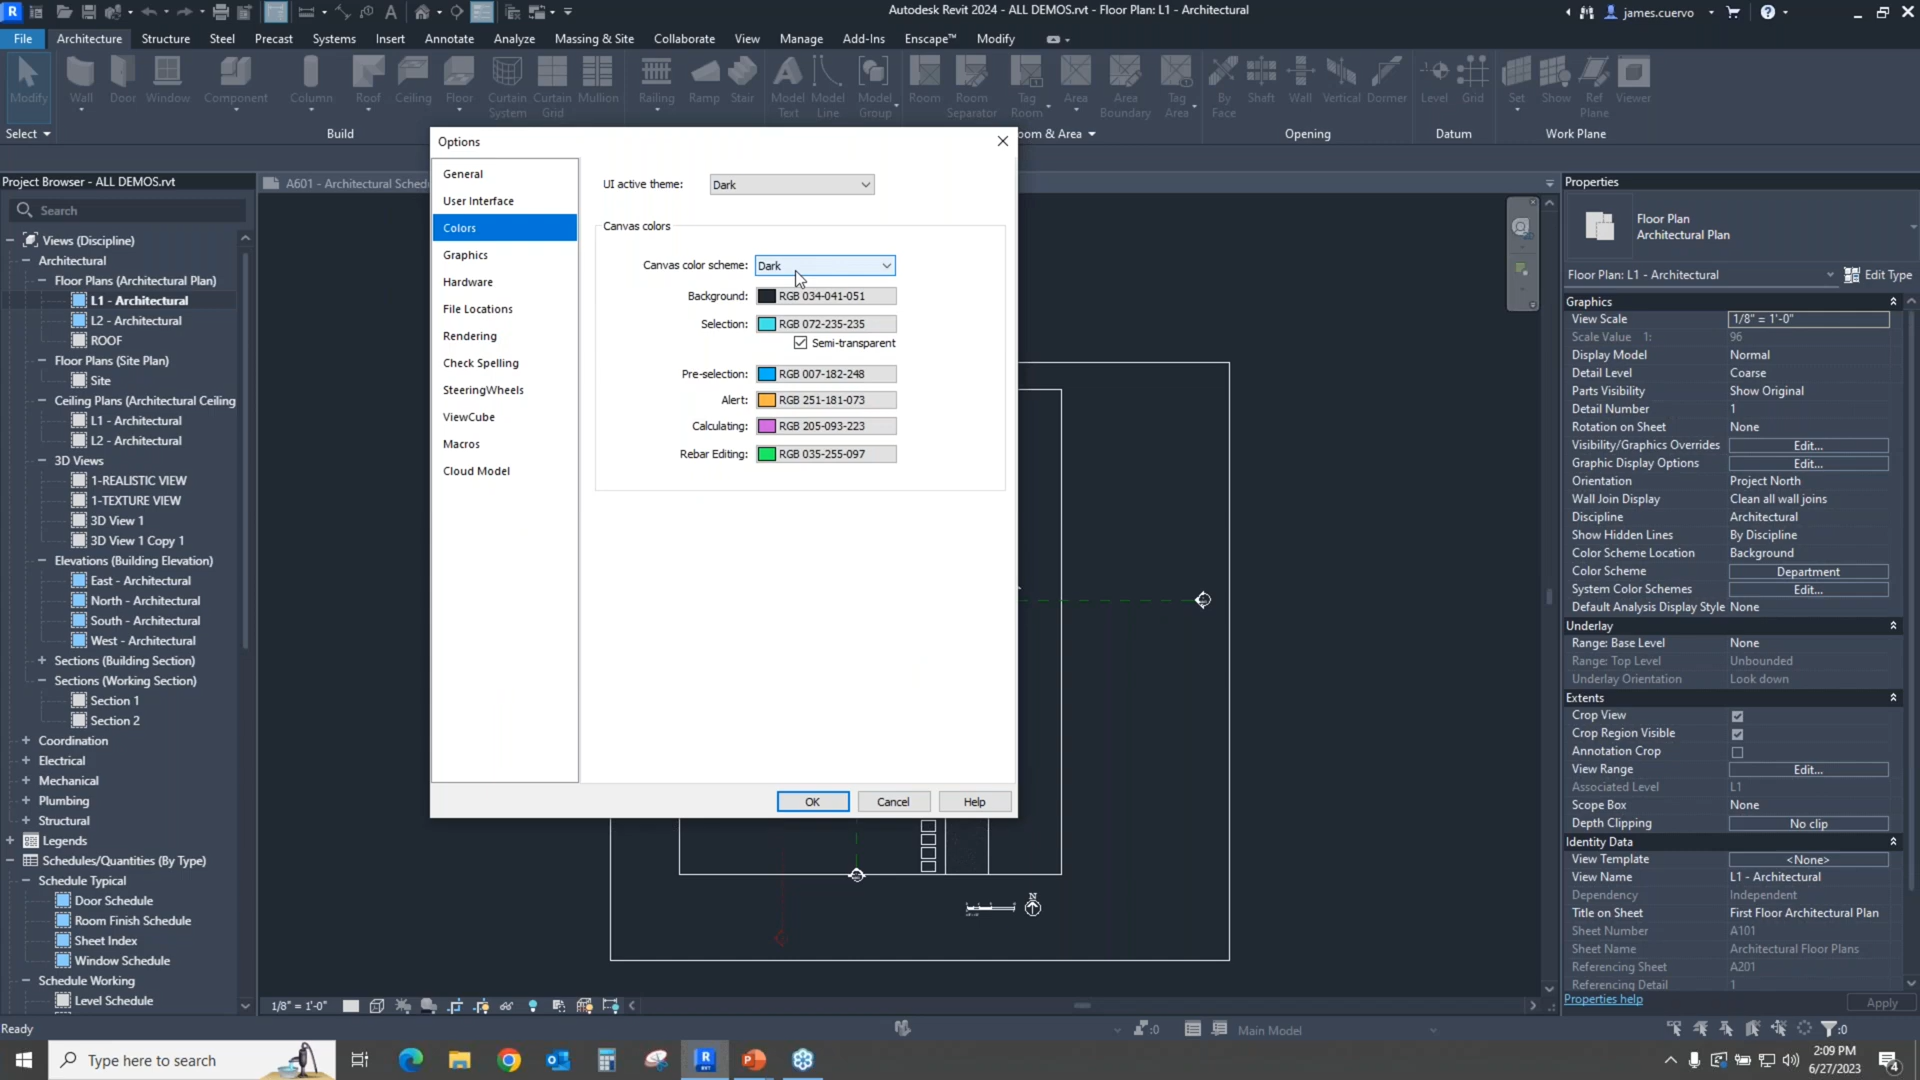 Autodesk Revit 2024 - ALL DEMOS.rvt - Floor Plan: L1 - Architectural
james.cuervo
File Architecture Structure Steel Precast Systems Insert Annotate Analyze Massing & Site Collaborate View Manage Add-Ins Enscape™ Modify
Modify Wall Door Window Component Column Roof Ceiling Floor Curtain System Curtain Grid Mullion Railing Ramp Stair Model Text Model Line Model Group Room Room Separator Tag Room Area Area Boundary Tag Area By Face Shaft Wall Vertical Dormer Level Grid Set Show Ref Plane Viewer
Select Build oom & Area Opening Datum Work Plane
Project Browser - ALL DEMOS.rvt
Search
Views (Discipline)
Architectural
Floor Plans (Architectural Plan)
L1 - Architectural
L2 - Architectural
ROOF
Floor Plans (Site Plan)
Site
Ceiling Plans (Architectural Ceiling
L1 - Architectural
L2 - Architectural
3D Views
1-REALISTIC VIEW
1-TEXTURE VIEW
3D View 1
3D View 1 Copy 1
Elevations (Building Elevation)
East - Architectural
North - Architectural
South - Architectural
West - Architectural
Sections (Building Section)
Sections (Working Section)
Section 1
Section 2
Coordination
Electrical
Mechanical
Plumbing
Structural
Legends
Schedules/Quantities (By Type)
Schedule Typical
Door Schedule
Room Finish Schedule
Sheet Index
Window Schedule
Schedule Working
Level Schedule
A601 - Architectural Sched
Options
General
User Interface
Colors
Graphics
Hardware
File Locations
Rendering
Check Spelling
SteeringWheels
ViewCube
Macros
Cloud Model
UI active theme: Dark
Canvas colors
Canvas color scheme: Dark
Background: RGB 034-041-051
Selection: RGB 072-235-235
Semi-transparent
Pre-selection: RGB 007-182-248
Alert: RGB 251-181-073
Calculating: RGB 205-093-223
Rebar Editing: RGB 035-255-097
OK Cancel Help
N
Properties
Floor Plan
Architectural Plan
Floor Plan: L1 - Architectural Edit Type
Graphics
View Scale 1/8" = 1'-0"
Scale Value 1: 96
Display Model Normal
Detail Level Coarse
Parts Visibility Show Original
Detail Number 1
Rotation on Sheet None
Visibility/Graphics Overrides Edit...
Graphic Display Options Edit...
Orientation Project North
Wall Join Display Clean all wall joins
Discipline Architectural
Show Hidden Lines By Discipline
Color Scheme Location Background
Color Scheme Department
System Color Schemes Edit...
Default Analysis Display Style None
Underlay
Range: Base Level None
Range: Top Level Unbounded
Underlay Orientation Look down
Extents
Crop View
Crop Region Visible
Annotation Crop
View Range Edit...
Associated Level L1
Scope Box None
Depth Clipping No clip
Identity Data
View Template <None>
View Name L1 - Architectural
Dependency Independent
Title on Sheet First Floor Architectural Plan
Sheet Number A101
Sheet Name Architectural Floor Plans
Referencing Sheet A201
Referencing Detail 1
Properties help Apply
1/8" = 1'-0"
Ready :0 Main Model :0
Type here to search
2:09 PM
6/27/2023
4